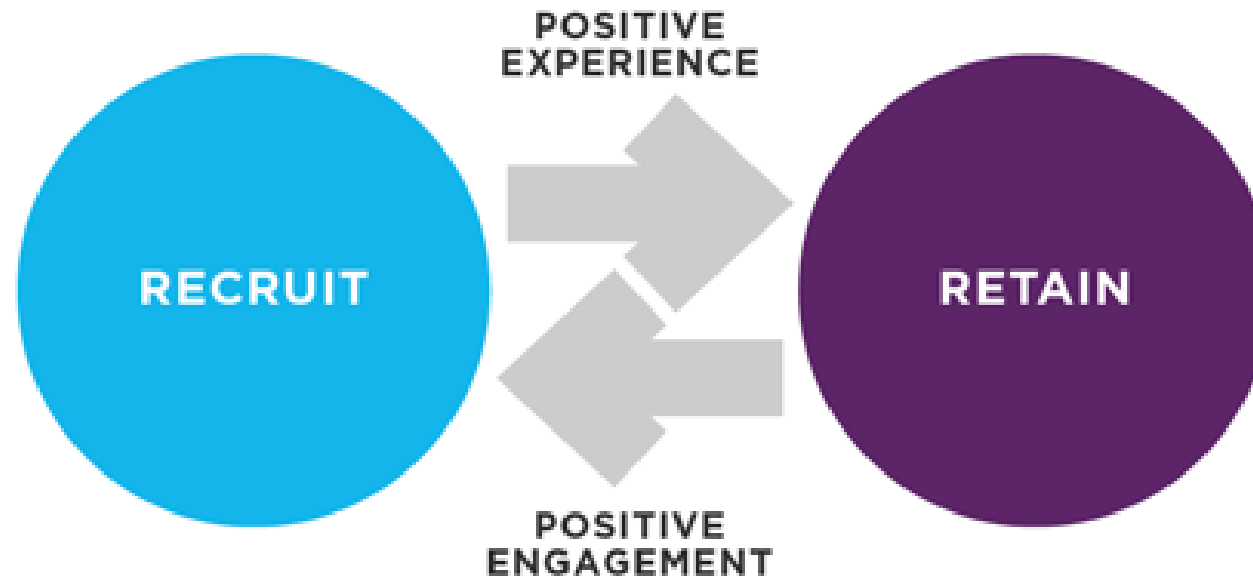 POSITIVE
EXPERIENCE
RECRUIT
RETAIN
POSITIVE
ENGAGEMENT